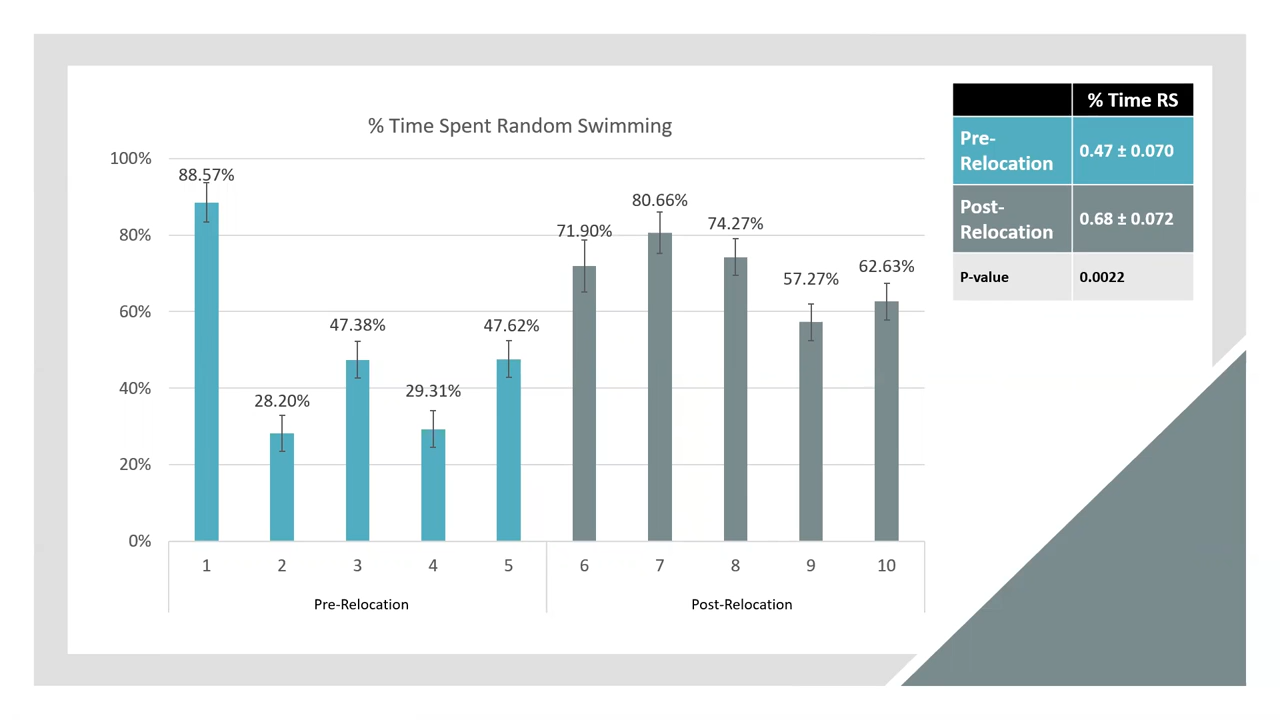 % Time Spent Random Swimming
100%
80%
60%
40%
20%
0%
88.57%
28.20%
47.38%
29.31%
47.62%
71.90%
80.66%
74.27%
57.27%
62.63%
1 2 3 4 5 6 7 8 9 10
Pre-Relocation Post-Relocation
% Time RS
Pre-
Relocation 0.47 ± 0.070
Post-
Relocation 0.68 ± 0.072
P-value 0.0022